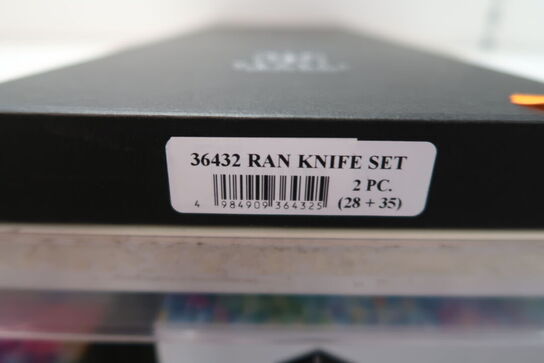 36432 RAN KNIFE SET
2 PC.
4 984909 364325
(28 + 35)